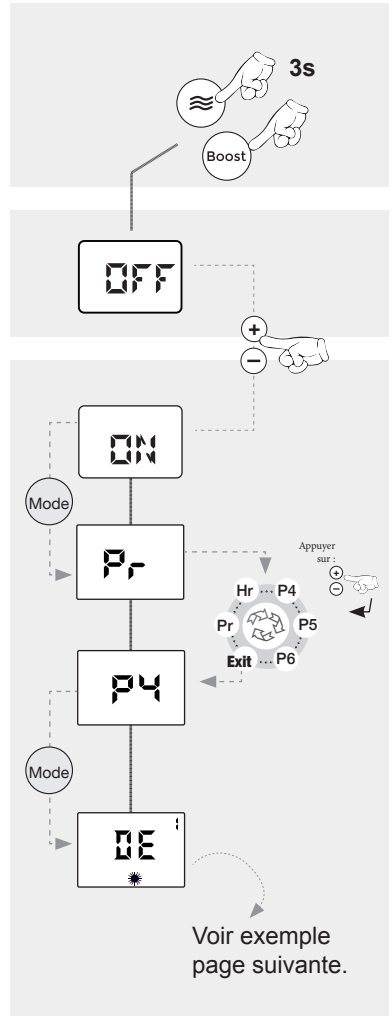 3s
≋
Boost
OFF
+
−
ON
Mode
Pr
Appuyer
sur :
+
−
Hr ... P4
Pr
P5
Exit ... P6
P4
Mode
1
DE
Voir exemple
page suivante.